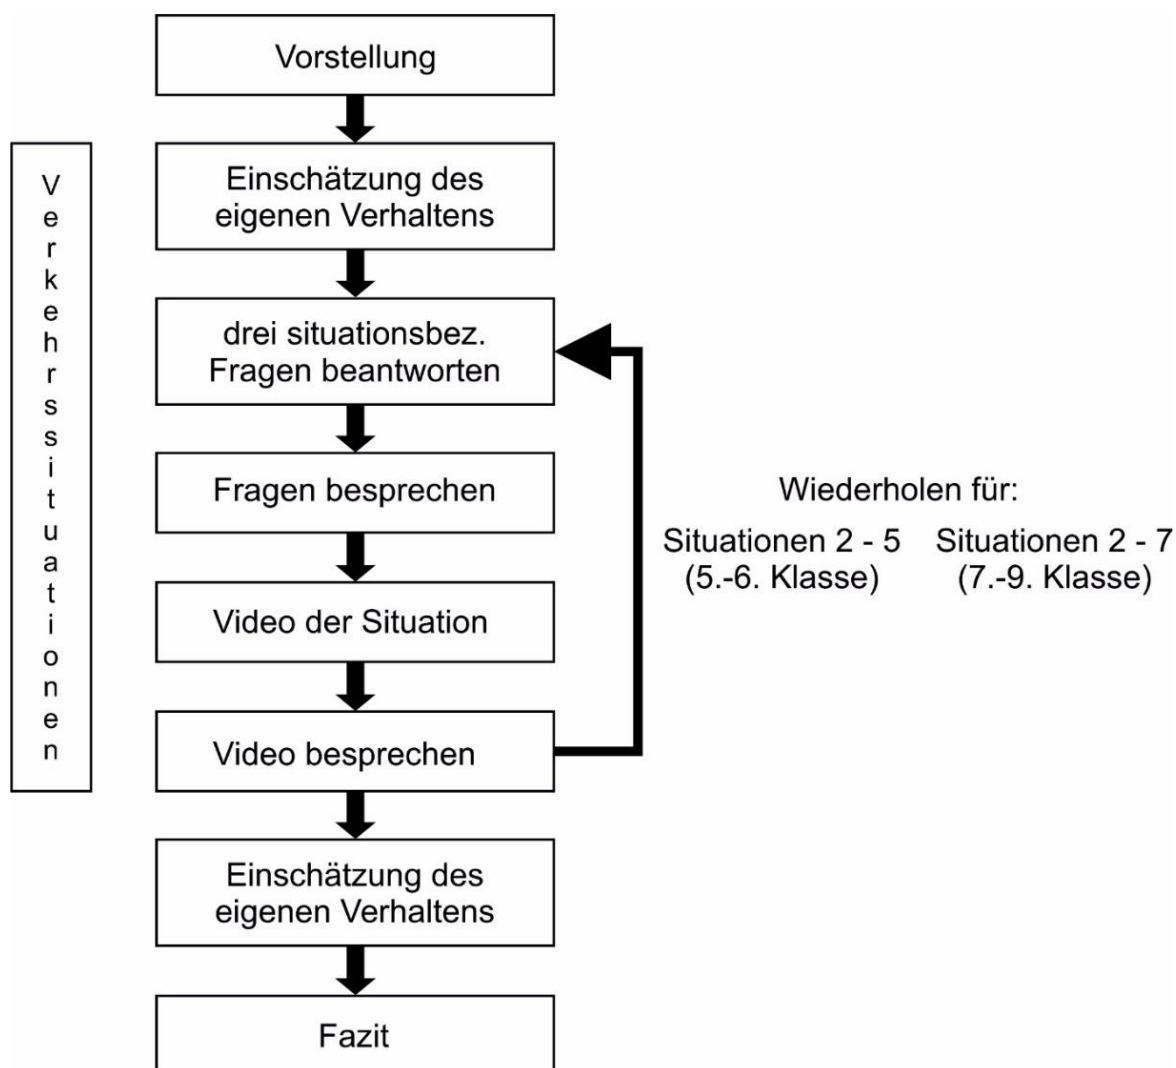 Vorstellung
Verkehrssituationen
Einschätzung des
eigenen Verhaltens
drei situationsbez.
Fragen beantworten
Fragen besprechen
Wiederholen für:
Situationen 2 - 5
(5.-6. Klasse)
Situationen 2 - 7
(7.-9. Klasse)
Video der Situation
Video besprechen
Einschätzung des
eigenen Verhaltens
Fazit